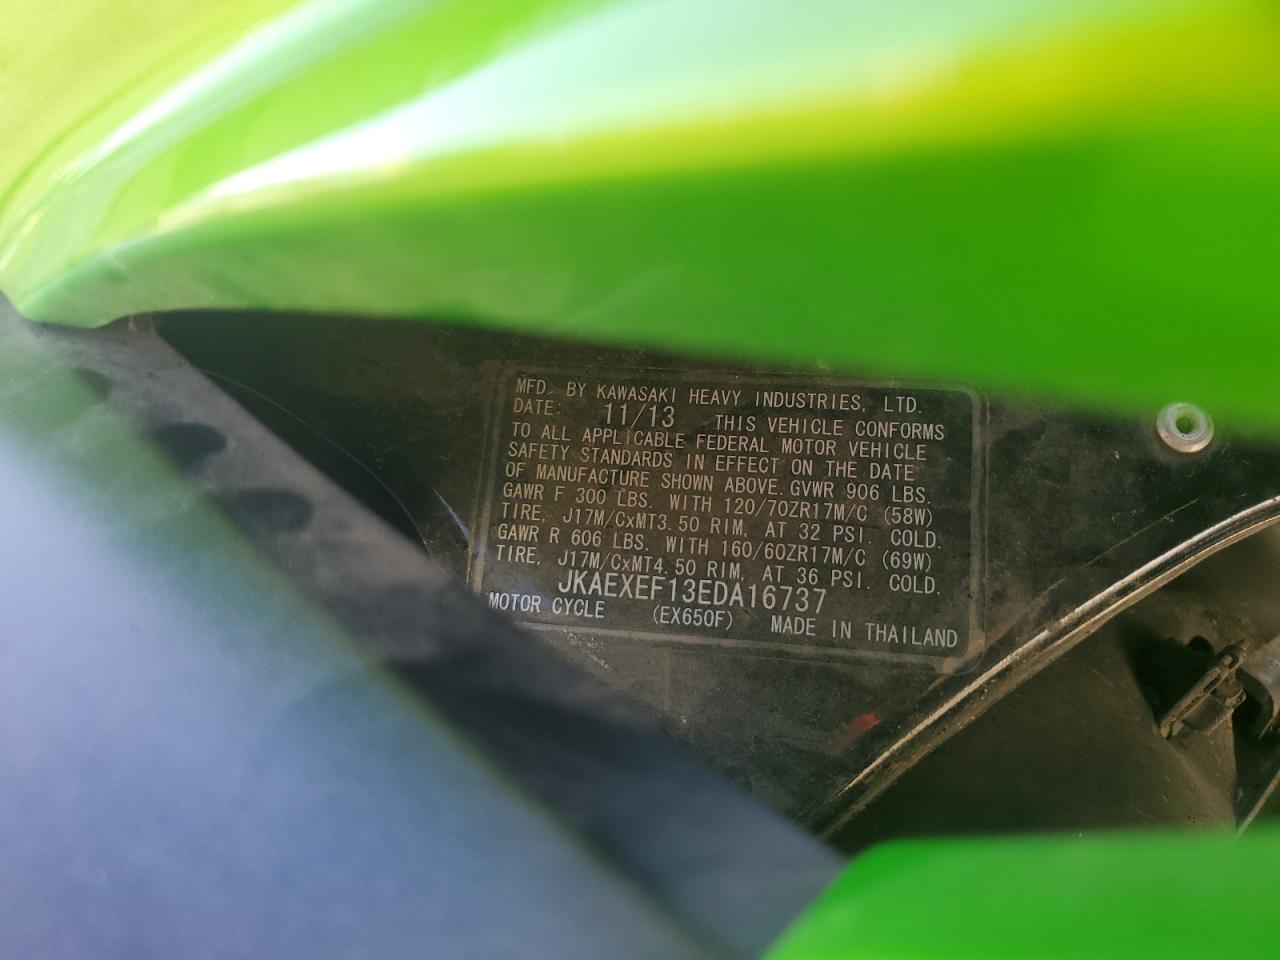 MFD. BY KAWASAKI HEAVY INDUSTRIES, LTD.
DATE: 11/13 THIS VEHICLE CONFORMS
TO ALL APPLICABLE FEDERAL MOTOR VEHICLE
SAFETY STANDARDS IN EFFECT ON THE DATE
OF MANUFACTURE SHOWN ABOVE. GVWR 906 LBS.
GAWR F 300 LBS. WITH 120/70ZR17M/C (58W)
TIRE, J17M/CxMT3.50 RIM, AT 32 PSI. COLD.
GAWR R 606 LBS. WITH 160/60ZR17M/C (69W)
TIRE, J17M/CxMT4.50 RIM, AT 36 PSI. COLD.
JKAEXEF13EDA16737
MOTOR CYCLE (EX650F) MADE IN THAILAND